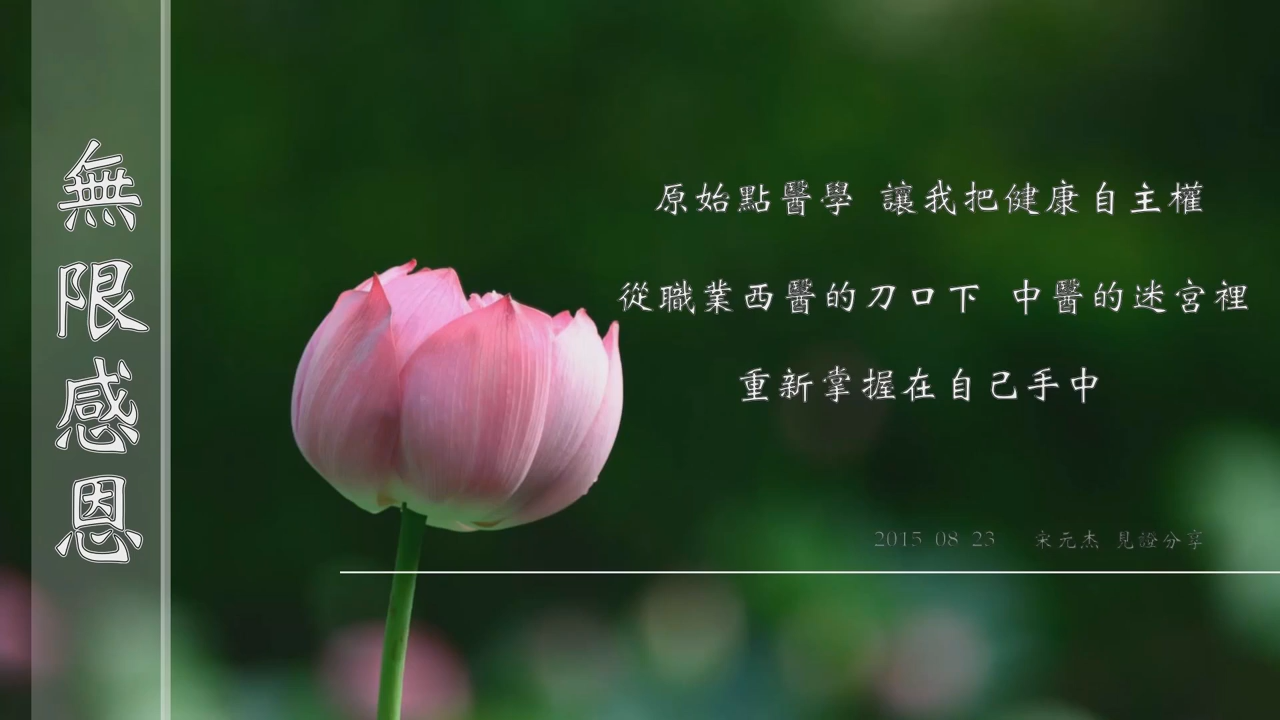 無限感恩
原始點醫學 讓我把健康自主權
從職業西醫的刀口下 中醫的迷宮裡
重新掌握在自己手中
2015 08 23 宋元杰 見證分享